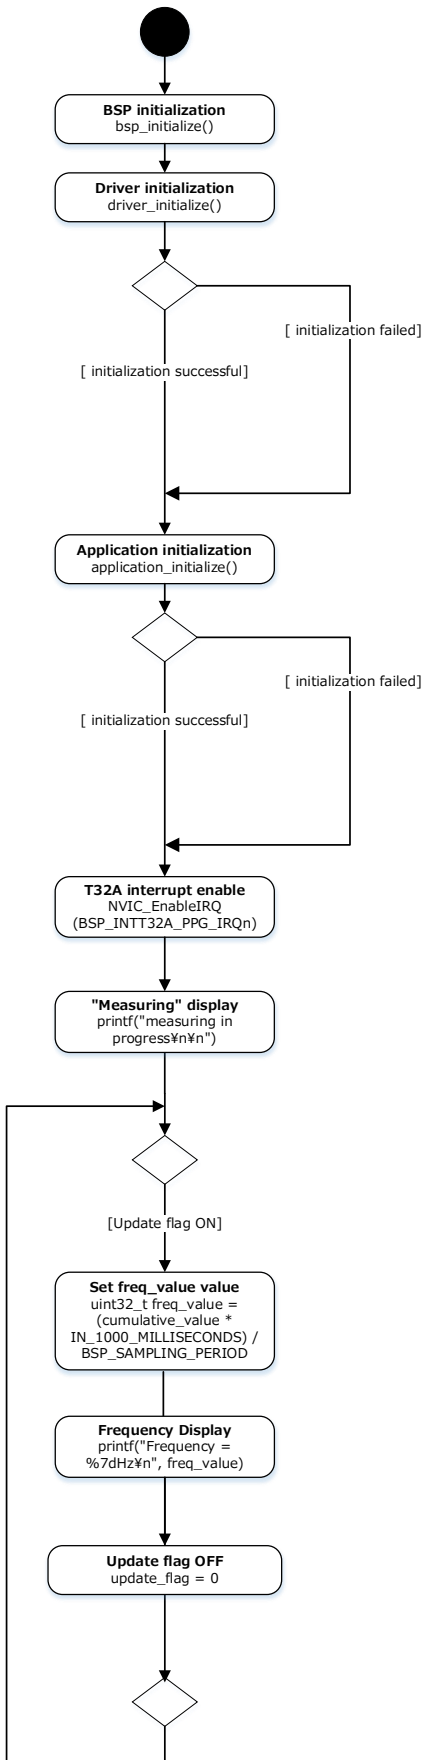 BSP initialization
bsp_initialize()
Driver initialization
driver_initialize()
[ initialization failed]
[ initialization successful]
Application initialization
application_initialize()
[ initialization failed]
[ initialization successful]
T32A interrupt enable
NVIC_EnableIRQ
(BSP_INTT32A_PPG_IRQn)
"Measuring" display
printf("measuring in
progress¥n¥n")
[Update flag ON]
Set freq_value value
uint32_t freq_value =
(cumulative_value *
IN_1000_MILLISECONDS) /
BSP_SAMPLING_PERIOD
Frequency Display
printf("Frequency =
%7dHz¥n", freq_value)
Update flag OFF
update_flag = 0